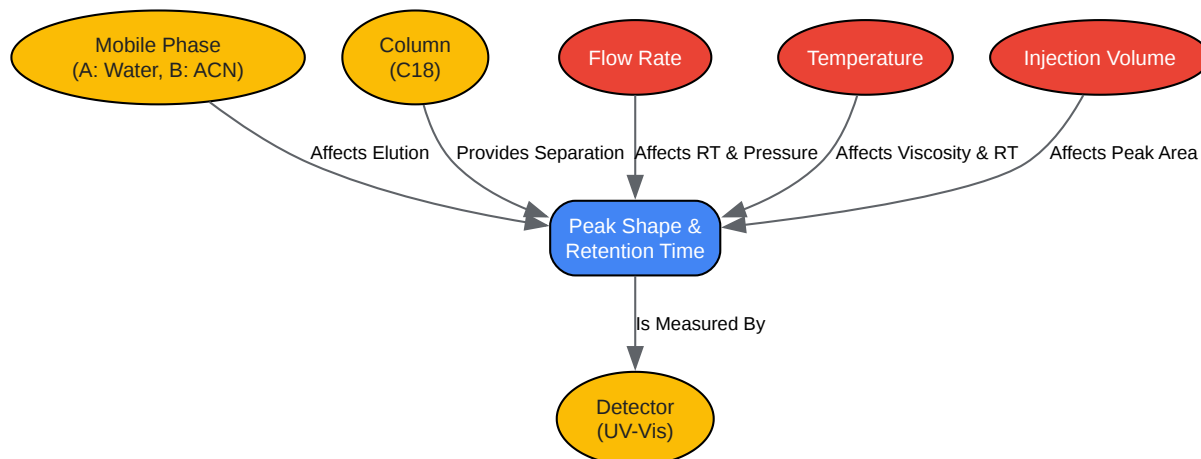 Mobile Phase
(A: Water, B: ACN)
Column
(C18)
Flow Rate
Temperature
Injection Volume
Affects Elution
Provides Separation
Affects RT & Pressure
Affects Viscosity & RT
Affects Peak Area
Peak Shape &
Retention Time
Is Measured By
Detector
(UV-Vis)